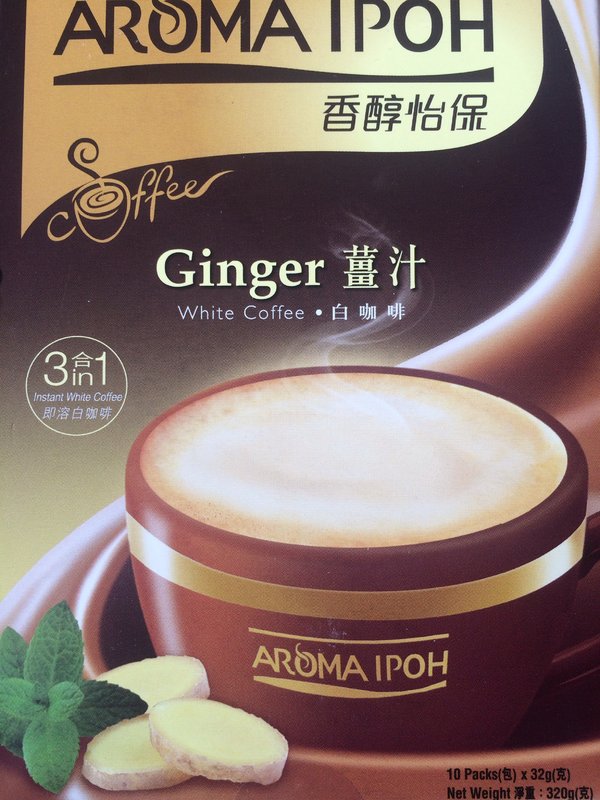 AROMA IPOH
香醇怡保
Coffee
Ginger 薑汁
White Coffee • 白咖啡
3合in1
Instant White Coffee
即溶白咖啡
AROMA IPOH
10 Packs(包) x 32g(克)
Net Weight 淨重：320g(克)